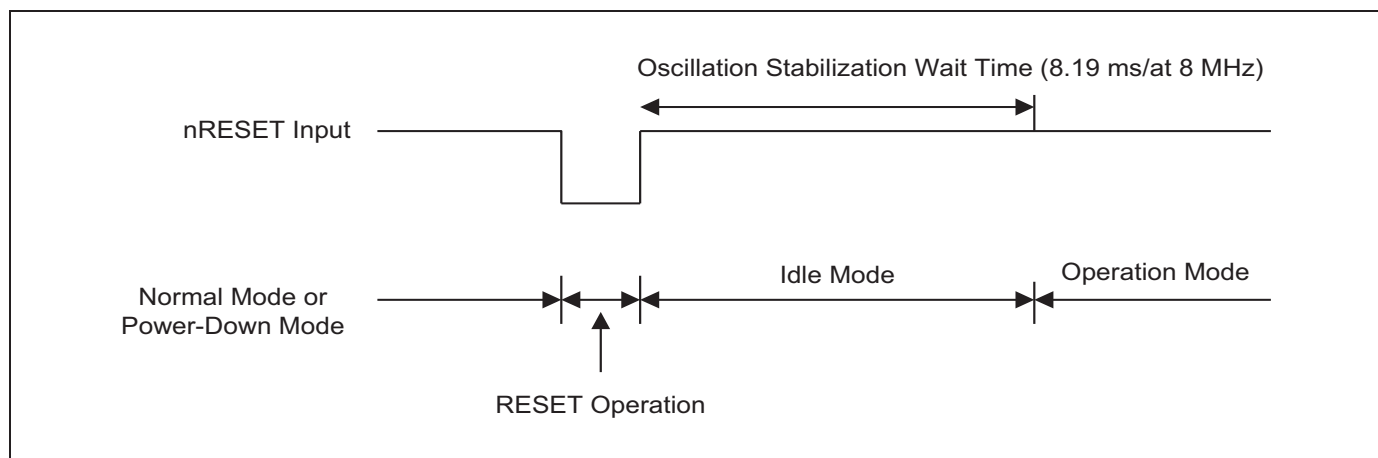 Oscillation Stabilization Wait Time (8.19 ms/at 8 MHz)
nRESET Input
Idle Mode
Operation Mode
Normal Mode or
Power-Down Mode
RESET Operation